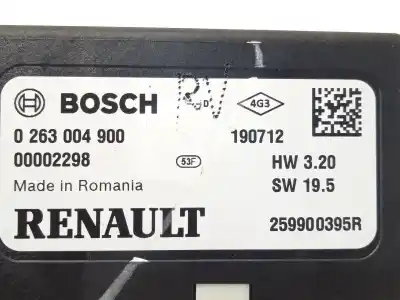 BOSCH
RV
D
4G3
0 263 004 900
190712
00002298
53F
HW 3.20
Made in Romania
SW 19.5
RENAULT
259900395R